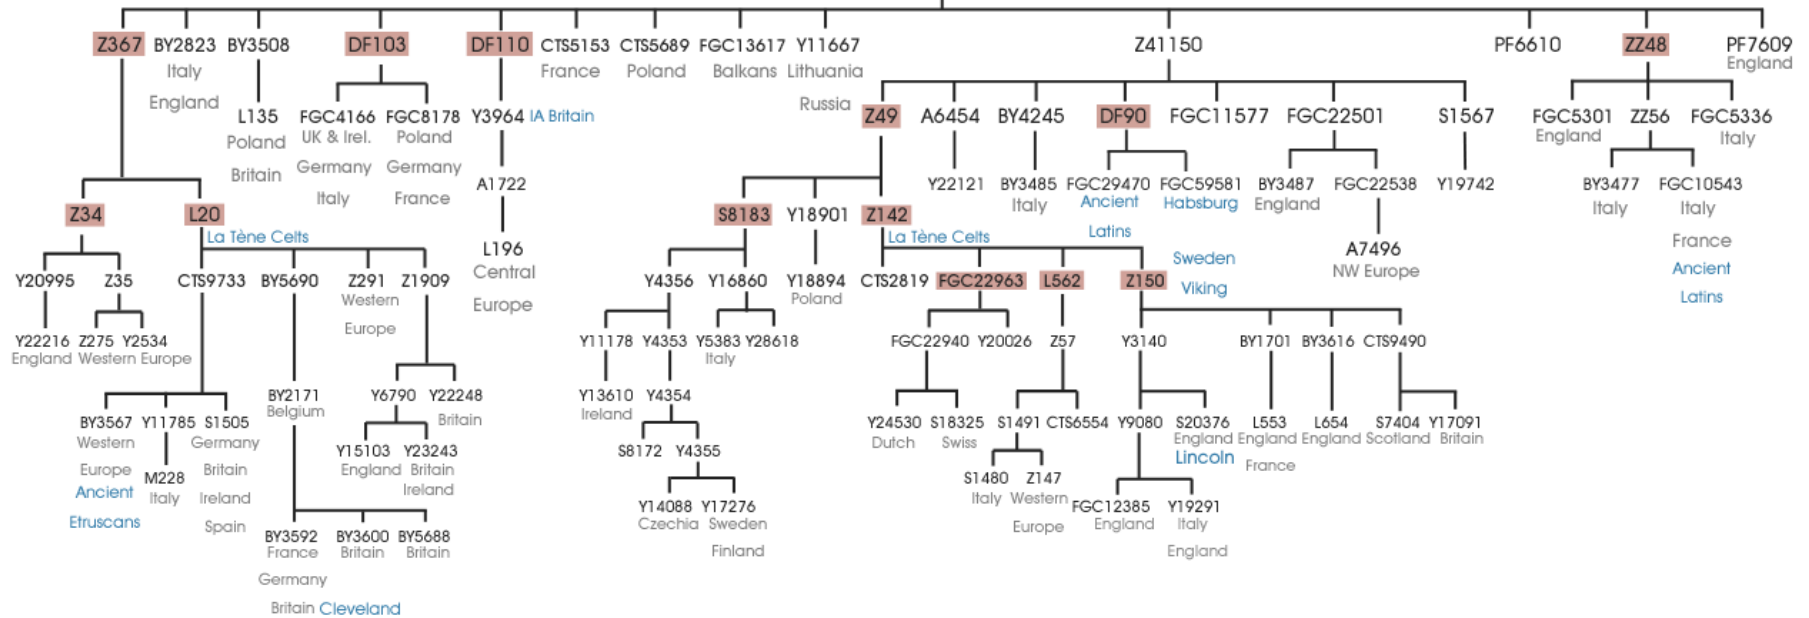 Z367 BY2823 BY3508 DF103 DF110 CTS5153 CTS5689 FGC13617 Y11667 Z41150 PF6610 ZZ48 PF7609
Italy France Poland Balkans Lithuania England
England Russia
L135 FGC4166 FGC8178 Y3964 IA Britain Z49 A6454 BY4245 DF90 FGC11577 FGC22501 S1567 FGC5301 ZZ56 FGC5336
Poland UK & Irel. Poland England Italy
Britain Germany Germany
Italy France
A1722 Y22121 BY3485 FGC29470 FGC59581 BY3487 FGC22538 Y19742 BY3477 FGC10543
Italy Ancient Habsburg England Italy Italy
Latins France
Ancient
Latins
Z34 L20 S8183 Y18901 Z142
La Tène Celts La Tène Celts
L196 A7496
Central NW Europe
Europe
Sweden
Viking
Y20995 Z35 CTS9733 BY5690 Z291 Z1909 Y4356 Y16860 Y18894 CTS2819 FGC22963 L562 Z150
Western Poland
Europe
Y22216 Z275 Y2534 Y11178 Y4353 Y5383 Y28618 FGC22940 Y20026 Z57 Y3140 BY1701 BY3616 CTS9490
England Western Europe Italy
BY2171 Y6790 Y22248 Y13610 Y4354
Belgium Britain Ireland
BY3567 Y11785 S1505 Y24530 S18325 S1491 CTS6554 Y9080 S20376 L553 L654 S7404 Y17091
Western Germany Dutch Swiss England England England Scotland Britain
Europe Britain Lincoln France
Ancient Ireland
Etruscans Spain
M228 Y15103 Y23243 S8172 Y4355
Italy England Britain
Ireland
S1480 Z147
Italy Western
Europe
Y14088 Y17276 FGC12385 Y19291
Czechia Sweden England Italy
Finland England
BY3592 BY3600 BY5688
France Britain Britain
Germany
Britain Cleveland